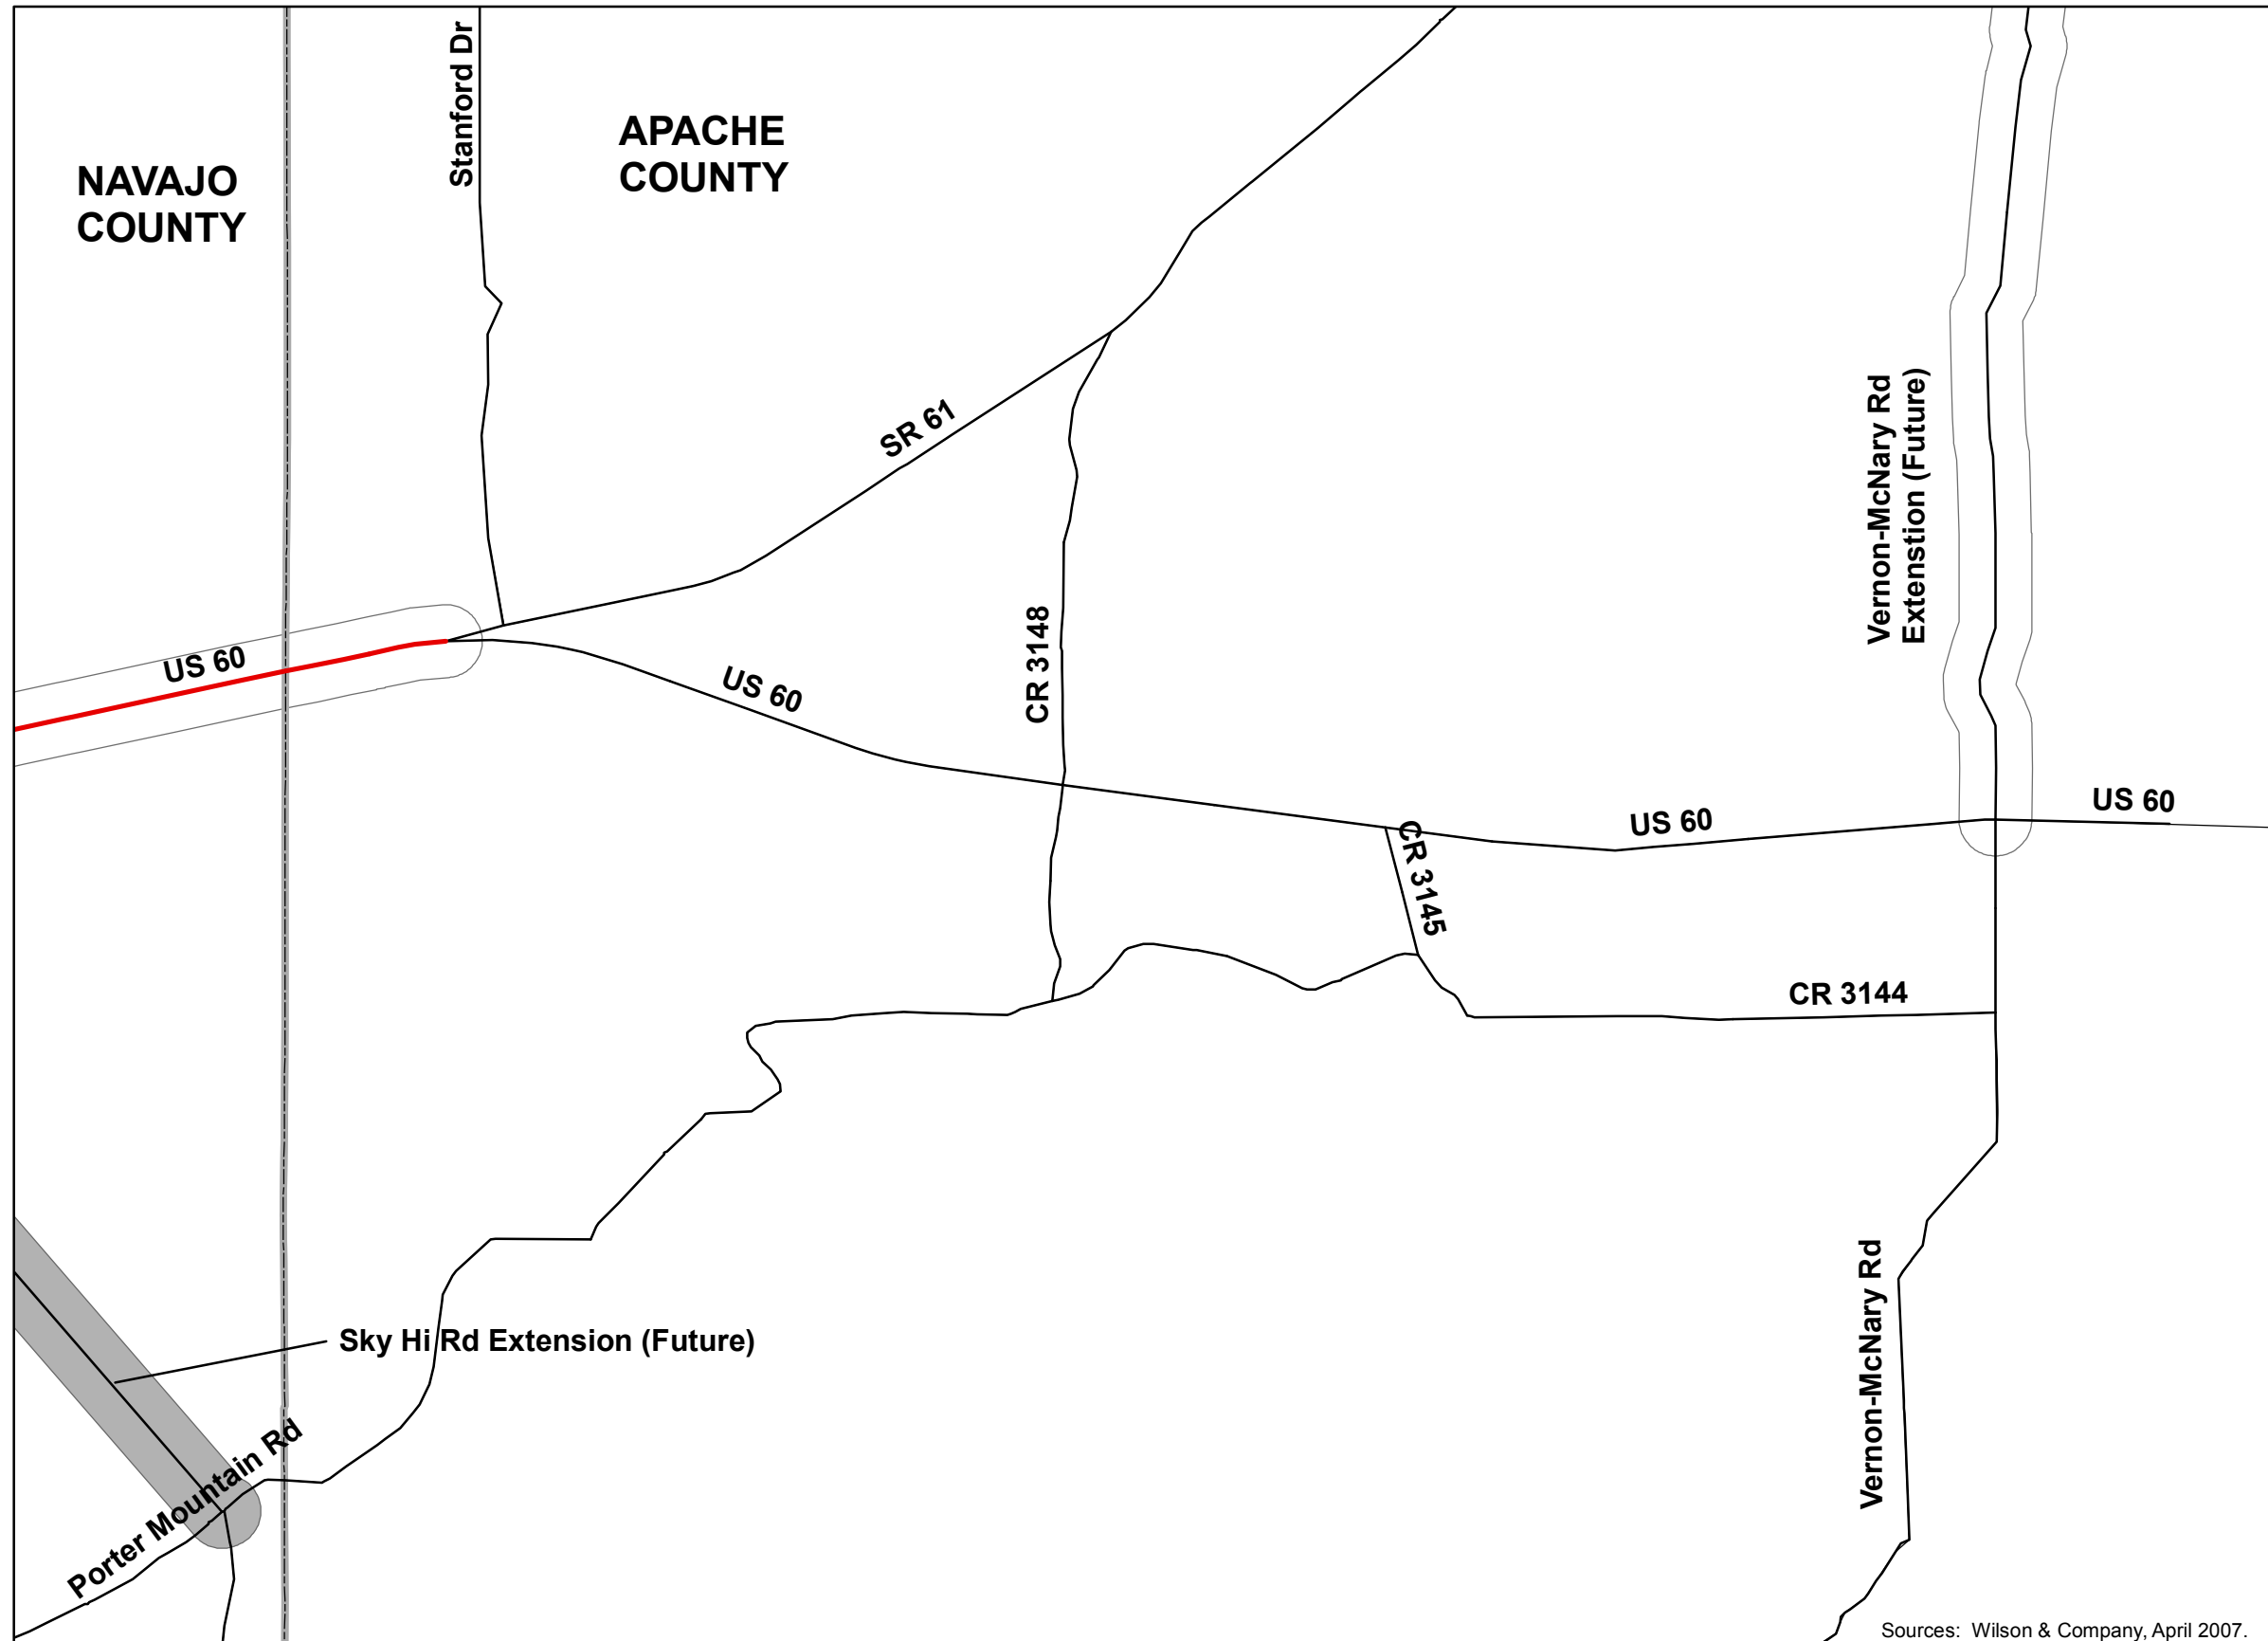 Stanford Dr
APACHE
COUNTY
NAVAJO
COUNTY
SR 61
Vernon-McNary Rd
Extenstion (Future)
CR 3148
US 60
US 60
US 60
US 60
CR 3145
CR 3144
Sky Hi Rd Extension (Future)
Vernon-McNary Rd
Porter Mountain Rd
Sources:  Wilson & Company, April 2007.